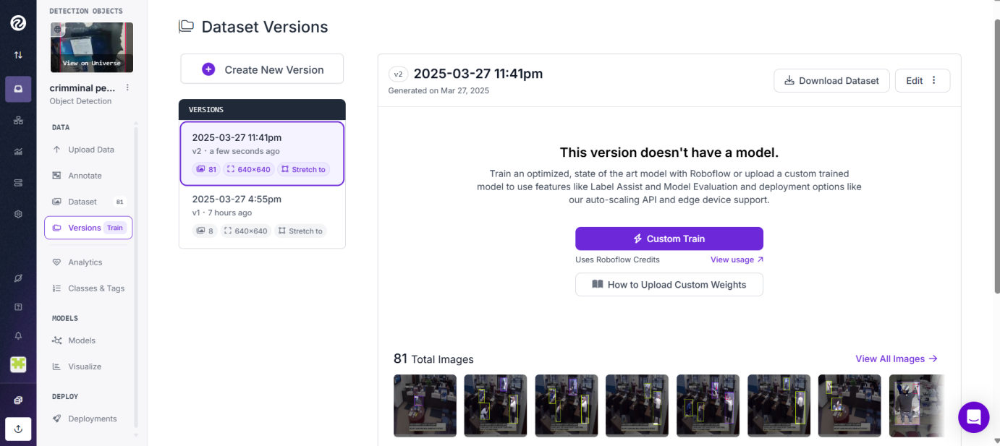 DETECTION OBJECTS
View on Universe
crimminal pe...
Object Detection
DATA
Upload Data
Annotate
Dataset 81
Versions Train
Analytics
Classes & Tags
MODELS
Models
Visualize
DEPLOY
Deployments
Dataset Versions
Create New Version
VERSIONS
2025-03-27 11:41pm
v2 · a few seconds ago
81 640×640 Stretch to
2025-03-27 4:55pm
v1 · 7 hours ago
8 640×640 Stretch to
v2 2025-03-27 11:41pm
Generated on Mar 27, 2025
Download Dataset
Edit
This version doesn't have a model.
Train an optimized, state of the art model with Roboflow or upload a custom trained
model to use features like Label Assist and Model Evaluation and deployment options like
our auto-scaling API and edge device support.
Custom Train
Uses Roboflow Credits View usage
How to Upload Custom Weights
81 Total Images
View All Images